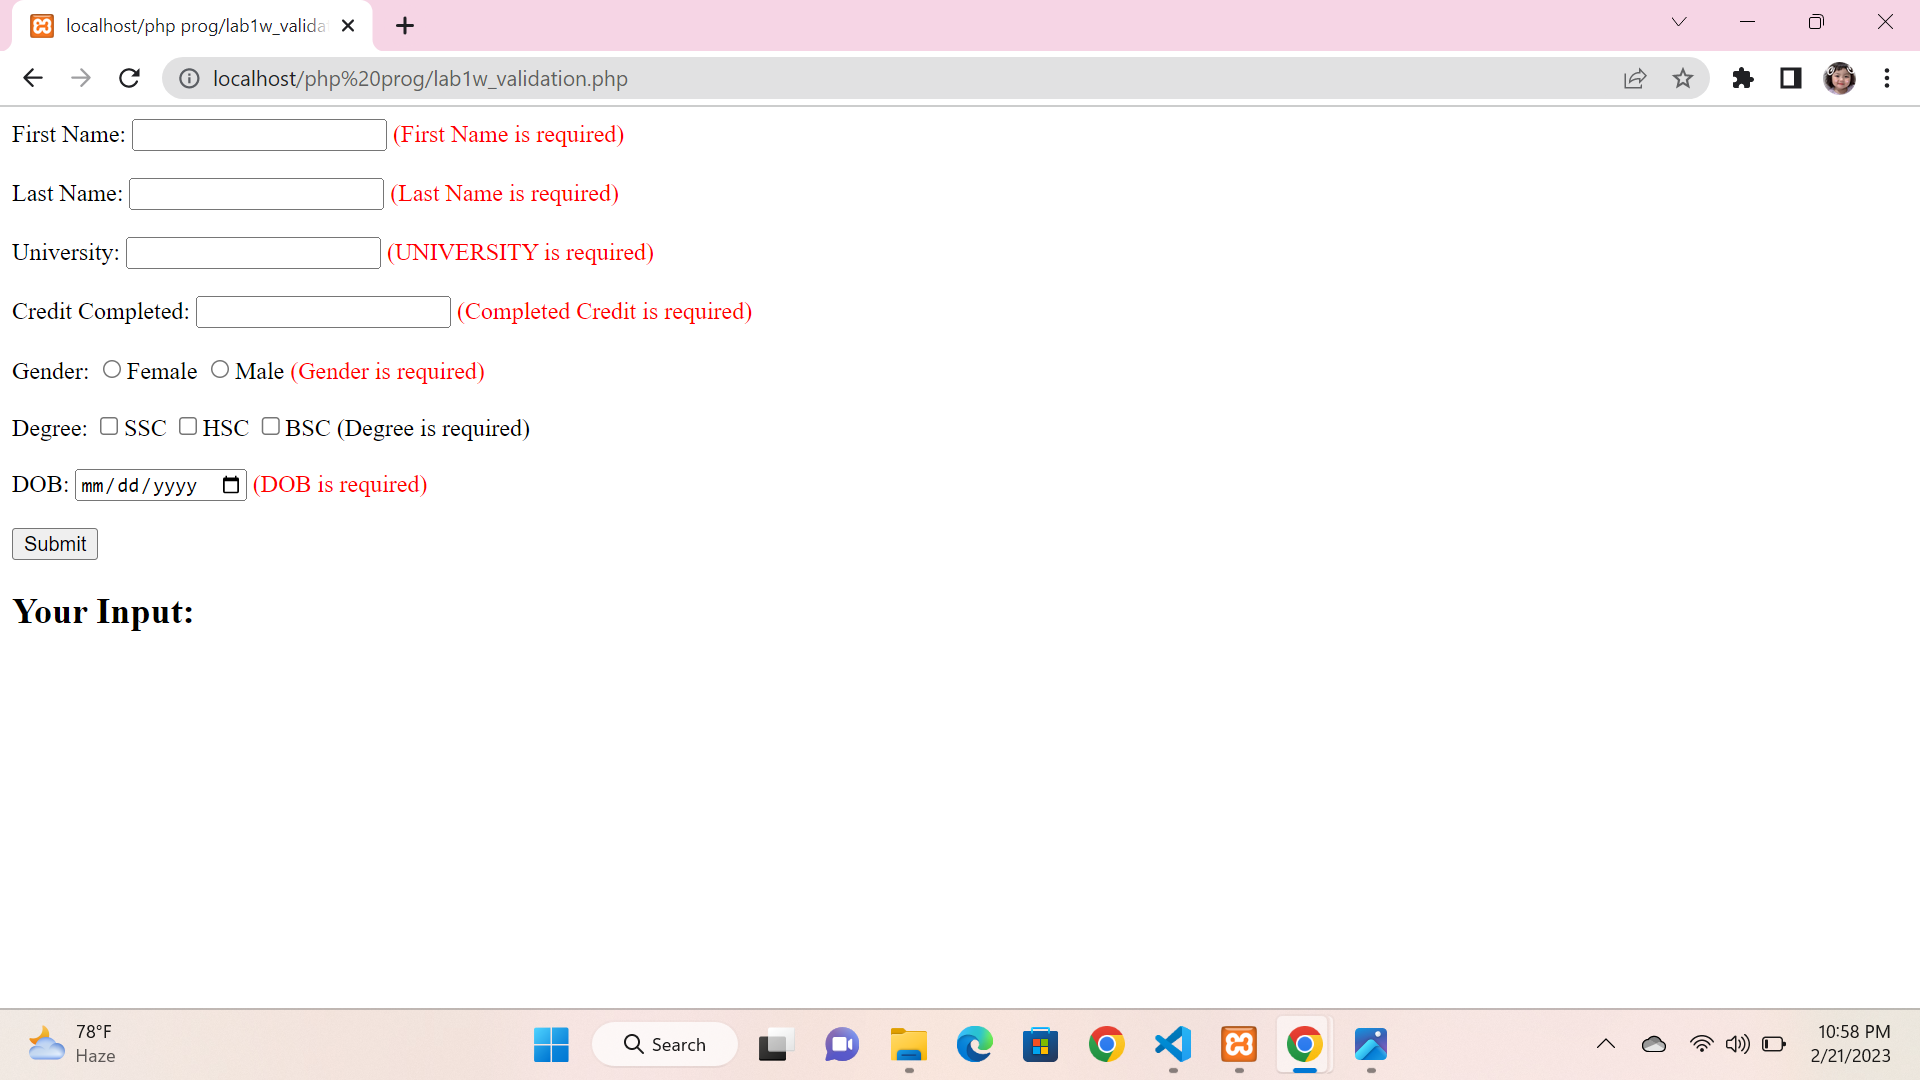 localhost/php prog/lab1w_valida
localhost/php%20prog/lab1w_validation.php
First Name: (First Name is required)
Last Name: (Last Name is required)
University: (UNIVERSITY is required)
Credit Completed: (Completed Credit is required)
Gender: Female Male (Gender is required)
Degree: SSC HSC BSC (Degree is required)
DOB: mm/dd/yyyy (DOB is required)
Submit
Your Input:
78°F
Haze
Search
10:58 PM
2/21/2023